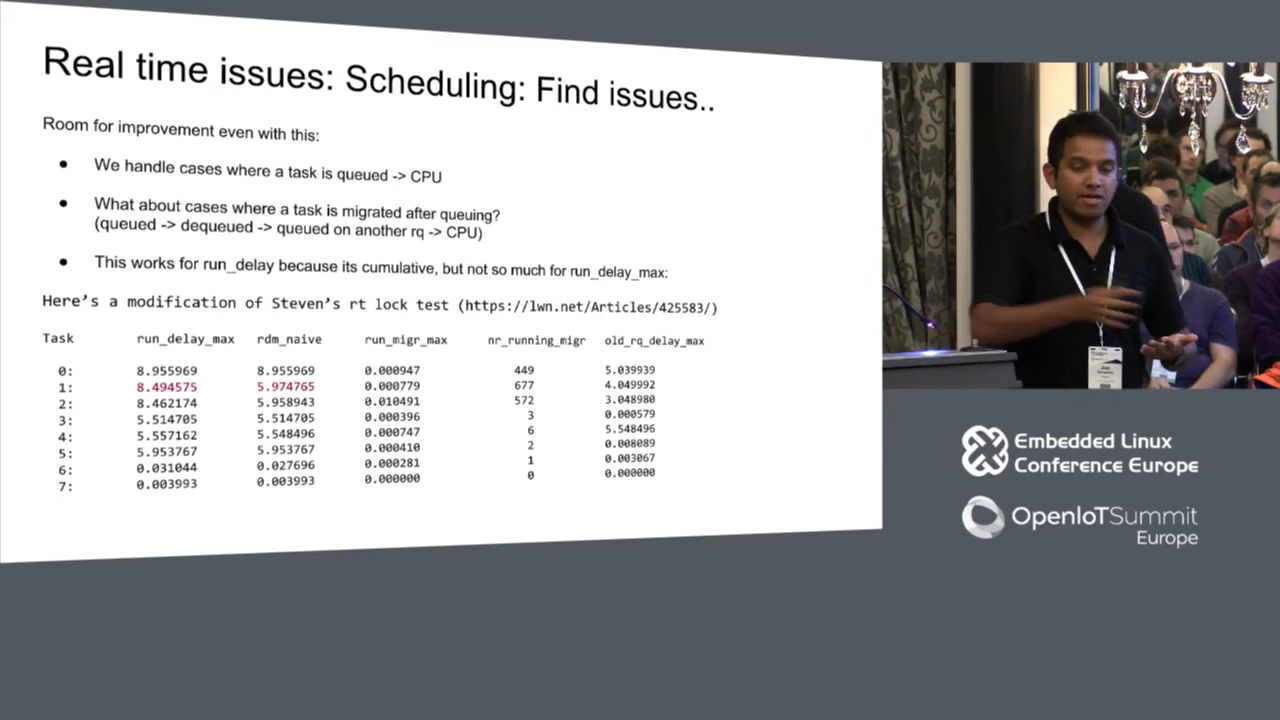 Real time issues: Scheduling: Find issues..
Room for improvement even with this:
● We handle cases where a task is queued -> CPU
● What about cases where a task is migrated after queuing?
(queued -> dequeued -> queued on another rq -> CPU)
● This works for run_delay because its cumulative, but not so much for run_delay_max:
Here's a modification of Steven's rt lock test (https://lwn.net/Articles/425583/)
Task run_delay_max rdm_naive run_migr_max nr_running_migr old_rq_delay_max
0: 8.955969 8.955969 0.000947 449 5.039939
1: 8.494575 5.974765 0.000779 677 4.049992
2: 8.462174 5.958943 0.010491 572 3.048980
3: 5.514705 5.514705 0.000396 3 0.000579
4: 5.557162 5.548496 0.000747 6 5.548496
5: 5.953767 5.953767 0.000410 2 0.008089
6: 0.031044 0.027696 0.000281 1 0.003067
7: 0.003993 0.003993 0.000000 0 0.000000
Embedded Linux
Conference Europe
OpenIoTSummit
Europe